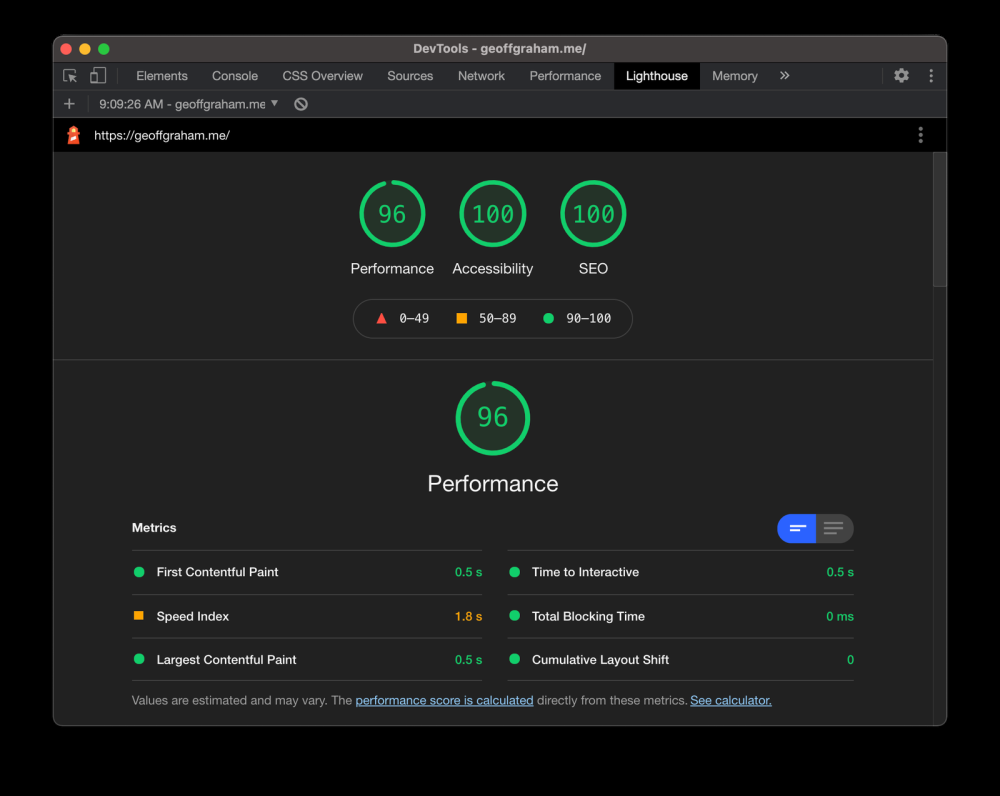 DevTools - geoffgraham.me/
Elements Console CSS Overview Sources Network Performance Lighthouse Memory »
+ 9:09:26 AM - geoffgraham.me ▼
https://geoffgraham.me/
96 100 100
Performance Accessibility SEO
0–49 50–89 90–100
96
Performance
Metrics
First Contentful Paint 0.5 s Time to Interactive 0.5 s
Speed Index 1.8 s Total Blocking Time 0 ms
Largest Contentful Paint 0.5 s Cumulative Layout Shift 0
Values are estimated and may vary. The performance score is calculated directly from these metrics. See calculator.